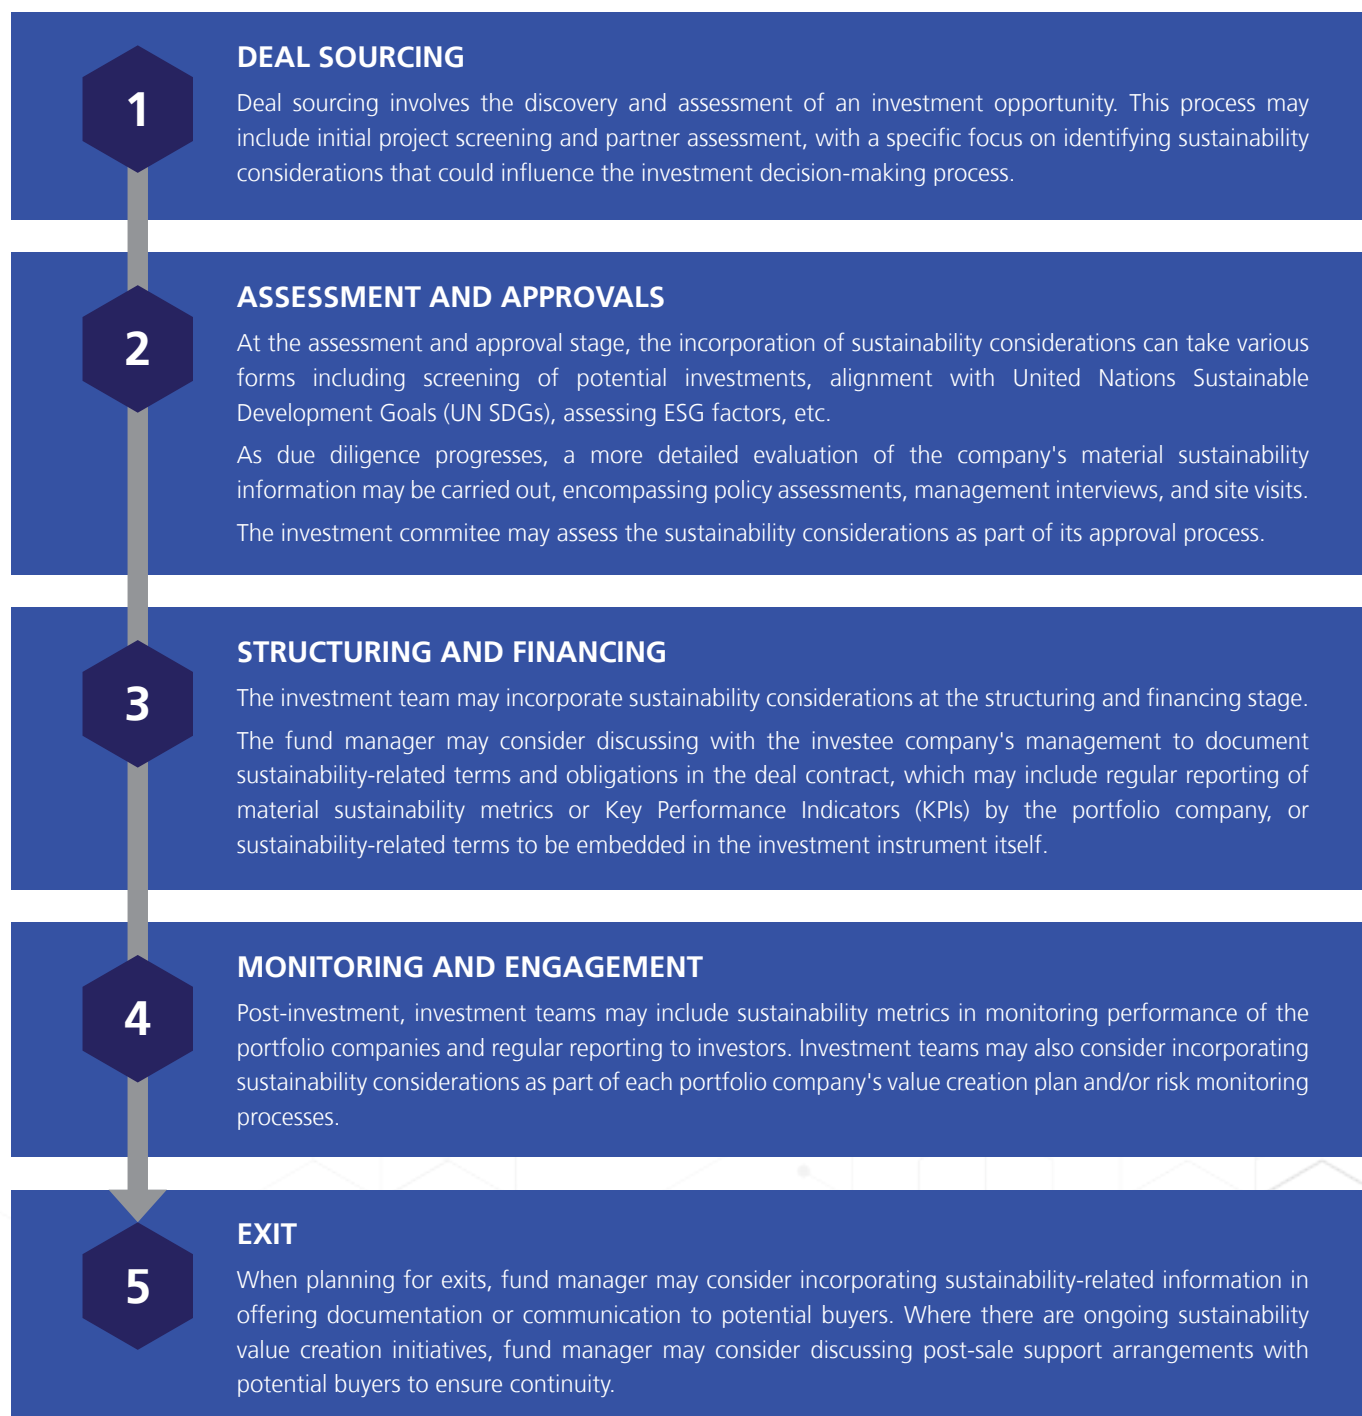 1
DEAL SOURCING
Deal sourcing involves the discovery and assessment of an investment opportunity. This process may
include initial project screening and partner assessment, with a specific focus on identifying sustainability
considerations that could influence the investment decision-making process.
2
ASSESSMENT AND APPROVALS
At the assessment and approval stage, the incorporation of sustainability considerations can take various
forms including screening of potential investments, alignment with United Nations Sustainable
Development Goals (UN SDGs), assessing ESG factors, etc.
As due diligence progresses, a more detailed evaluation of the company's material sustainability
information may be carried out, encompassing policy assessments, management interviews, and site visits.
The investment commitee may assess the sustainability considerations as part of its approval process.
3
STRUCTURING AND FINANCING
The investment team may incorporate sustainability considerations at the structuring and financing stage.
The fund manager may consider discussing with the investee company's management to document
sustainability-related terms and obligations in the deal contract, which may include regular reporting of
material sustainability metrics or Key Performance Indicators (KPIs) by the portfolio company, or
sustainability-related terms to be embedded in the investment instrument itself.
4
MONITORING AND ENGAGEMENT
Post-investment, investment teams may include sustainability metrics in monitoring performance of the
portfolio companies and regular reporting to investors. Investment teams may also consider incorporating
sustainability considerations as part of each portfolio company's value creation plan and/or risk monitoring
processes.
5
EXIT
When planning for exits, fund manager may consider incorporating sustainability-related information in
offering documentation or communication to potential buyers. Where there are ongoing sustainability
value creation initiatives, fund manager may consider discussing post-sale support arrangements with
potential buyers to ensure continuity.